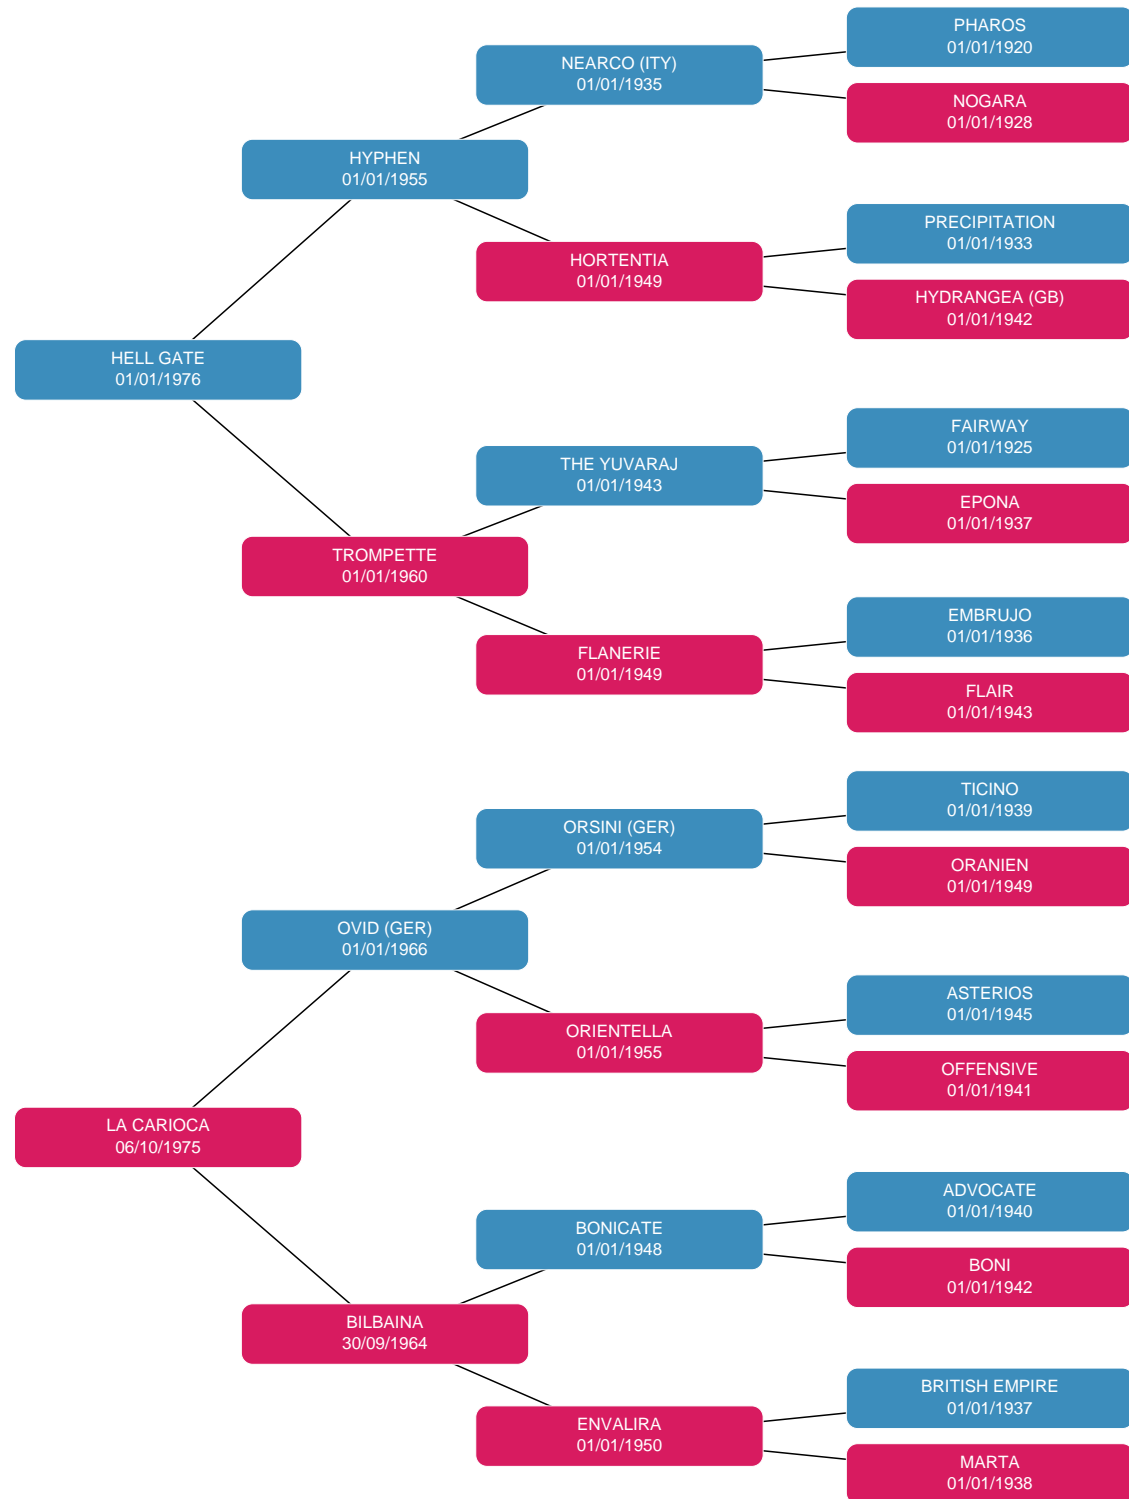 PHAROS
01/01/1920
NEARCO (ITY)
01/01/1935
NOGARA
01/01/1928
HYPHEN
01/01/1955
PRECIPITATION
01/01/1933
HORTENTIA
01/01/1949
HYDRANGEA (GB)
01/01/1942
HELL GATE
01/01/1976
FAIRWAY
01/01/1925
THE YUVARAJ
01/01/1943
EPONA
01/01/1937
TROMPETTE
01/01/1960
EMBRUJO
01/01/1936
FLANERIE
01/01/1949
FLAIR
01/01/1943
TICINO
01/01/1939
ORSINI (GER)
01/01/1954
ORANIEN
01/01/1949
OVID (GER)
01/01/1966
ASTERIOS
01/01/1945
ORIENTELLA
01/01/1955
OFFENSIVE
01/01/1941
LA CARIOCA
06/10/1975
ADVOCATE
01/01/1940
BONICATE
01/01/1948
BONI
01/01/1942
BILBAINA
30/09/1964
BRITISH EMPIRE
01/01/1937
ENVALIRA
01/01/1950
MARTA
01/01/1938